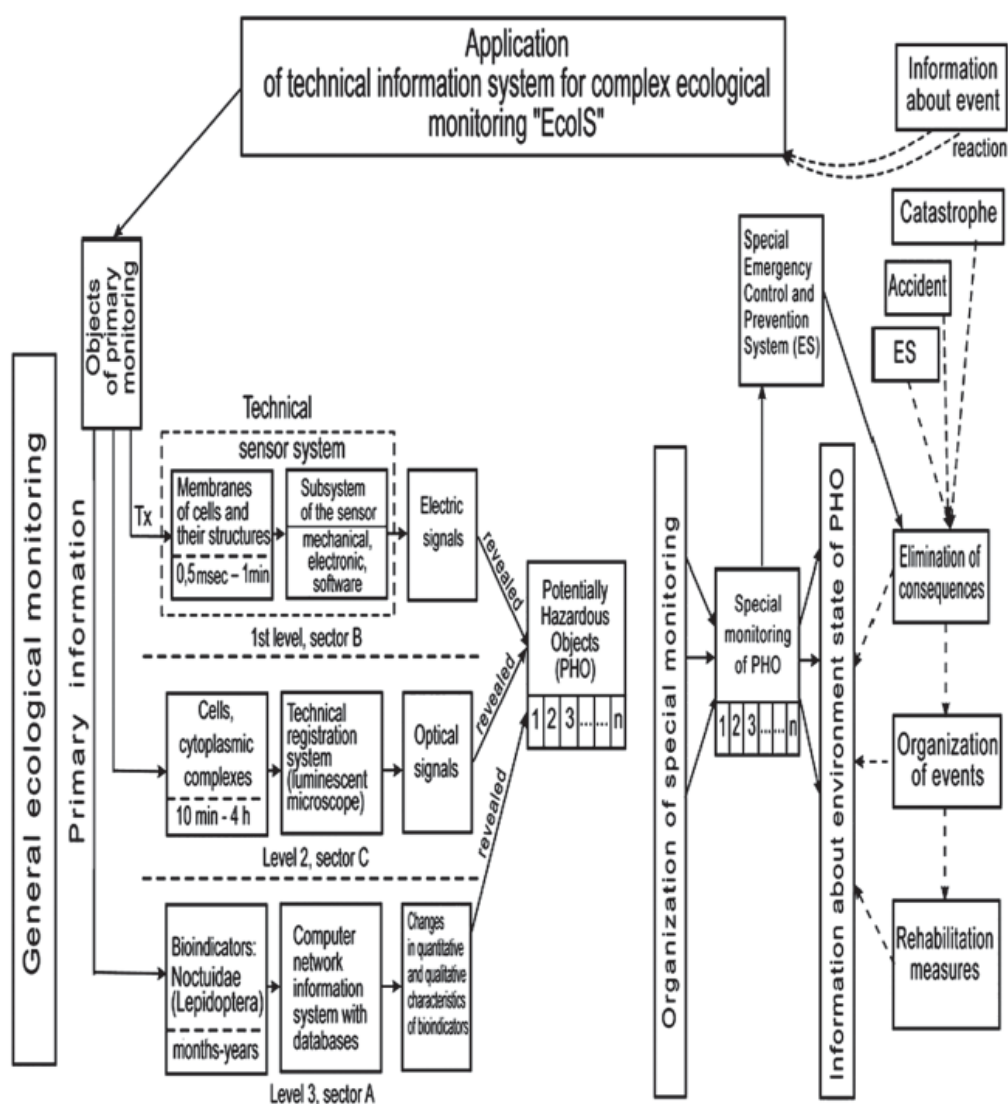 Application
of technical information system for complex ecological
monitoring "EcoIS"
Information
about event
reaction
Catastrophe
Accident
ES
Special
Emergency
Control and
Prevention
System (ES)
Objects
of primary
monitoring
General ecological monitoring
Primary information
Tx
Technical
sensor system
Membranes
of cells and
their structures
0,5msec – 1min
Subsystem
of the sensor
mechanical,
electronic,
software
Electric
signals
1st level, sector B
revealed
Cells,
cytoplasmic
complexes
10 min - 4 h
Technical
registration
system
(luminescent
microscope)
Optical
signals
Level 2, sector C
revealed
Bioindicators:
Noctuidae
(Lepidoptera)
months-years
Computer
network
information
system with
databases
Changes
in quantitative
and qualitative
characteristics
of bioindicators
Level 3, sector A
revealed
Potentially
Hazardous
Objects
(PHO)
1 2 3 ... ... n
Organization of special monitoring
Special
monitoring
of PHO
1 2 3 ... ... n
Information about environment state of PHO
Elimination of
consequences
Organization
of events
Rehabilitation
measures